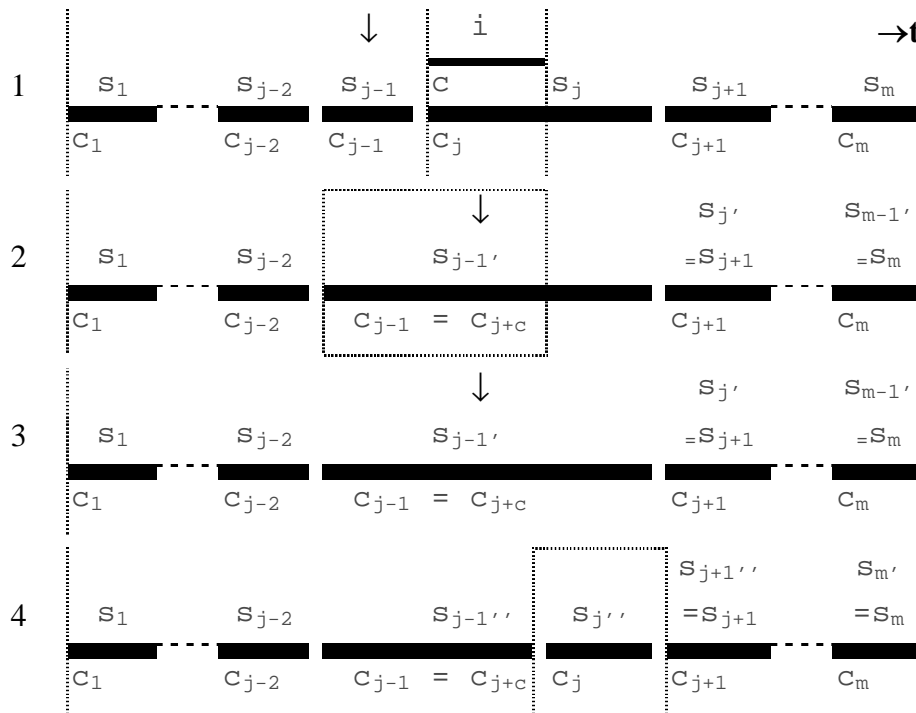 ↓ i →t
1 s₁ sⱼ₋₂ sⱼ₋₁ c sⱼ sⱼ₊₁ sₘ
c₁ cⱼ₋₂ cⱼ₋₁ cⱼ cⱼ₊₁ cₘ
↓ sⱼ′ sₘ₋₁′
2 s₁ sⱼ₋₂ sⱼ₋₁′ =sⱼ₊₁ =sₘ
c₁ cⱼ₋₂ cⱼ₋₁ = cⱼ₊c cⱼ₊₁ cₘ
↓ sⱼ′ sₘ₋₁′
3 s₁ sⱼ₋₂ sⱼ₋₁′ =sⱼ₊₁ =sₘ
c₁ cⱼ₋₂ cⱼ₋₁ = cⱼ₊c cⱼ₊₁ cₘ
sⱼ₊₁′′ sₘ′
4 s₁ sⱼ₋₂ sⱼ₋₁′′ sⱼ′′ =sⱼ₊₁ =sₘ
c₁ cⱼ₋₂ cⱼ₋₁ = cⱼ₊c cⱼ cⱼ₊₁ cₘ